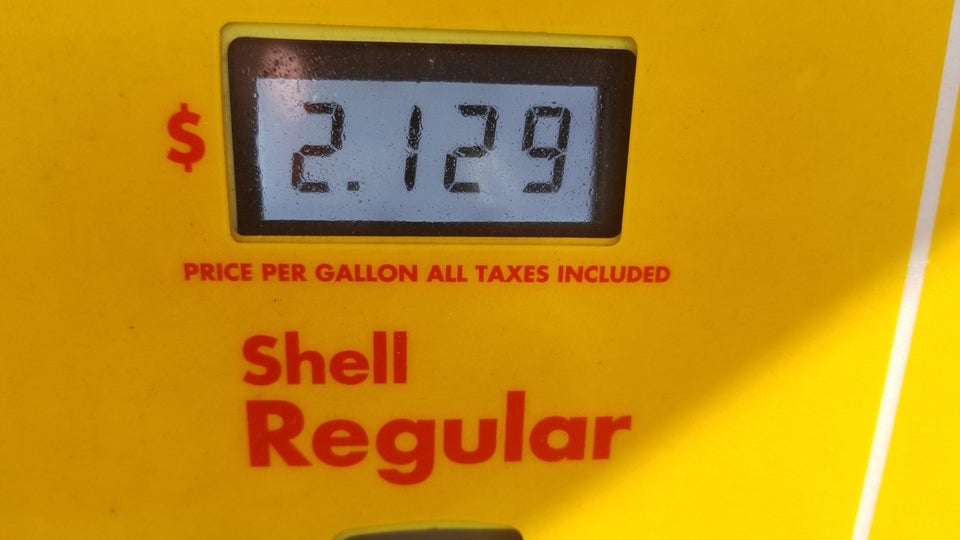 $ 2.129
PRICE PER GALLON ALL TAXES INCLUDED
Shell
Regular